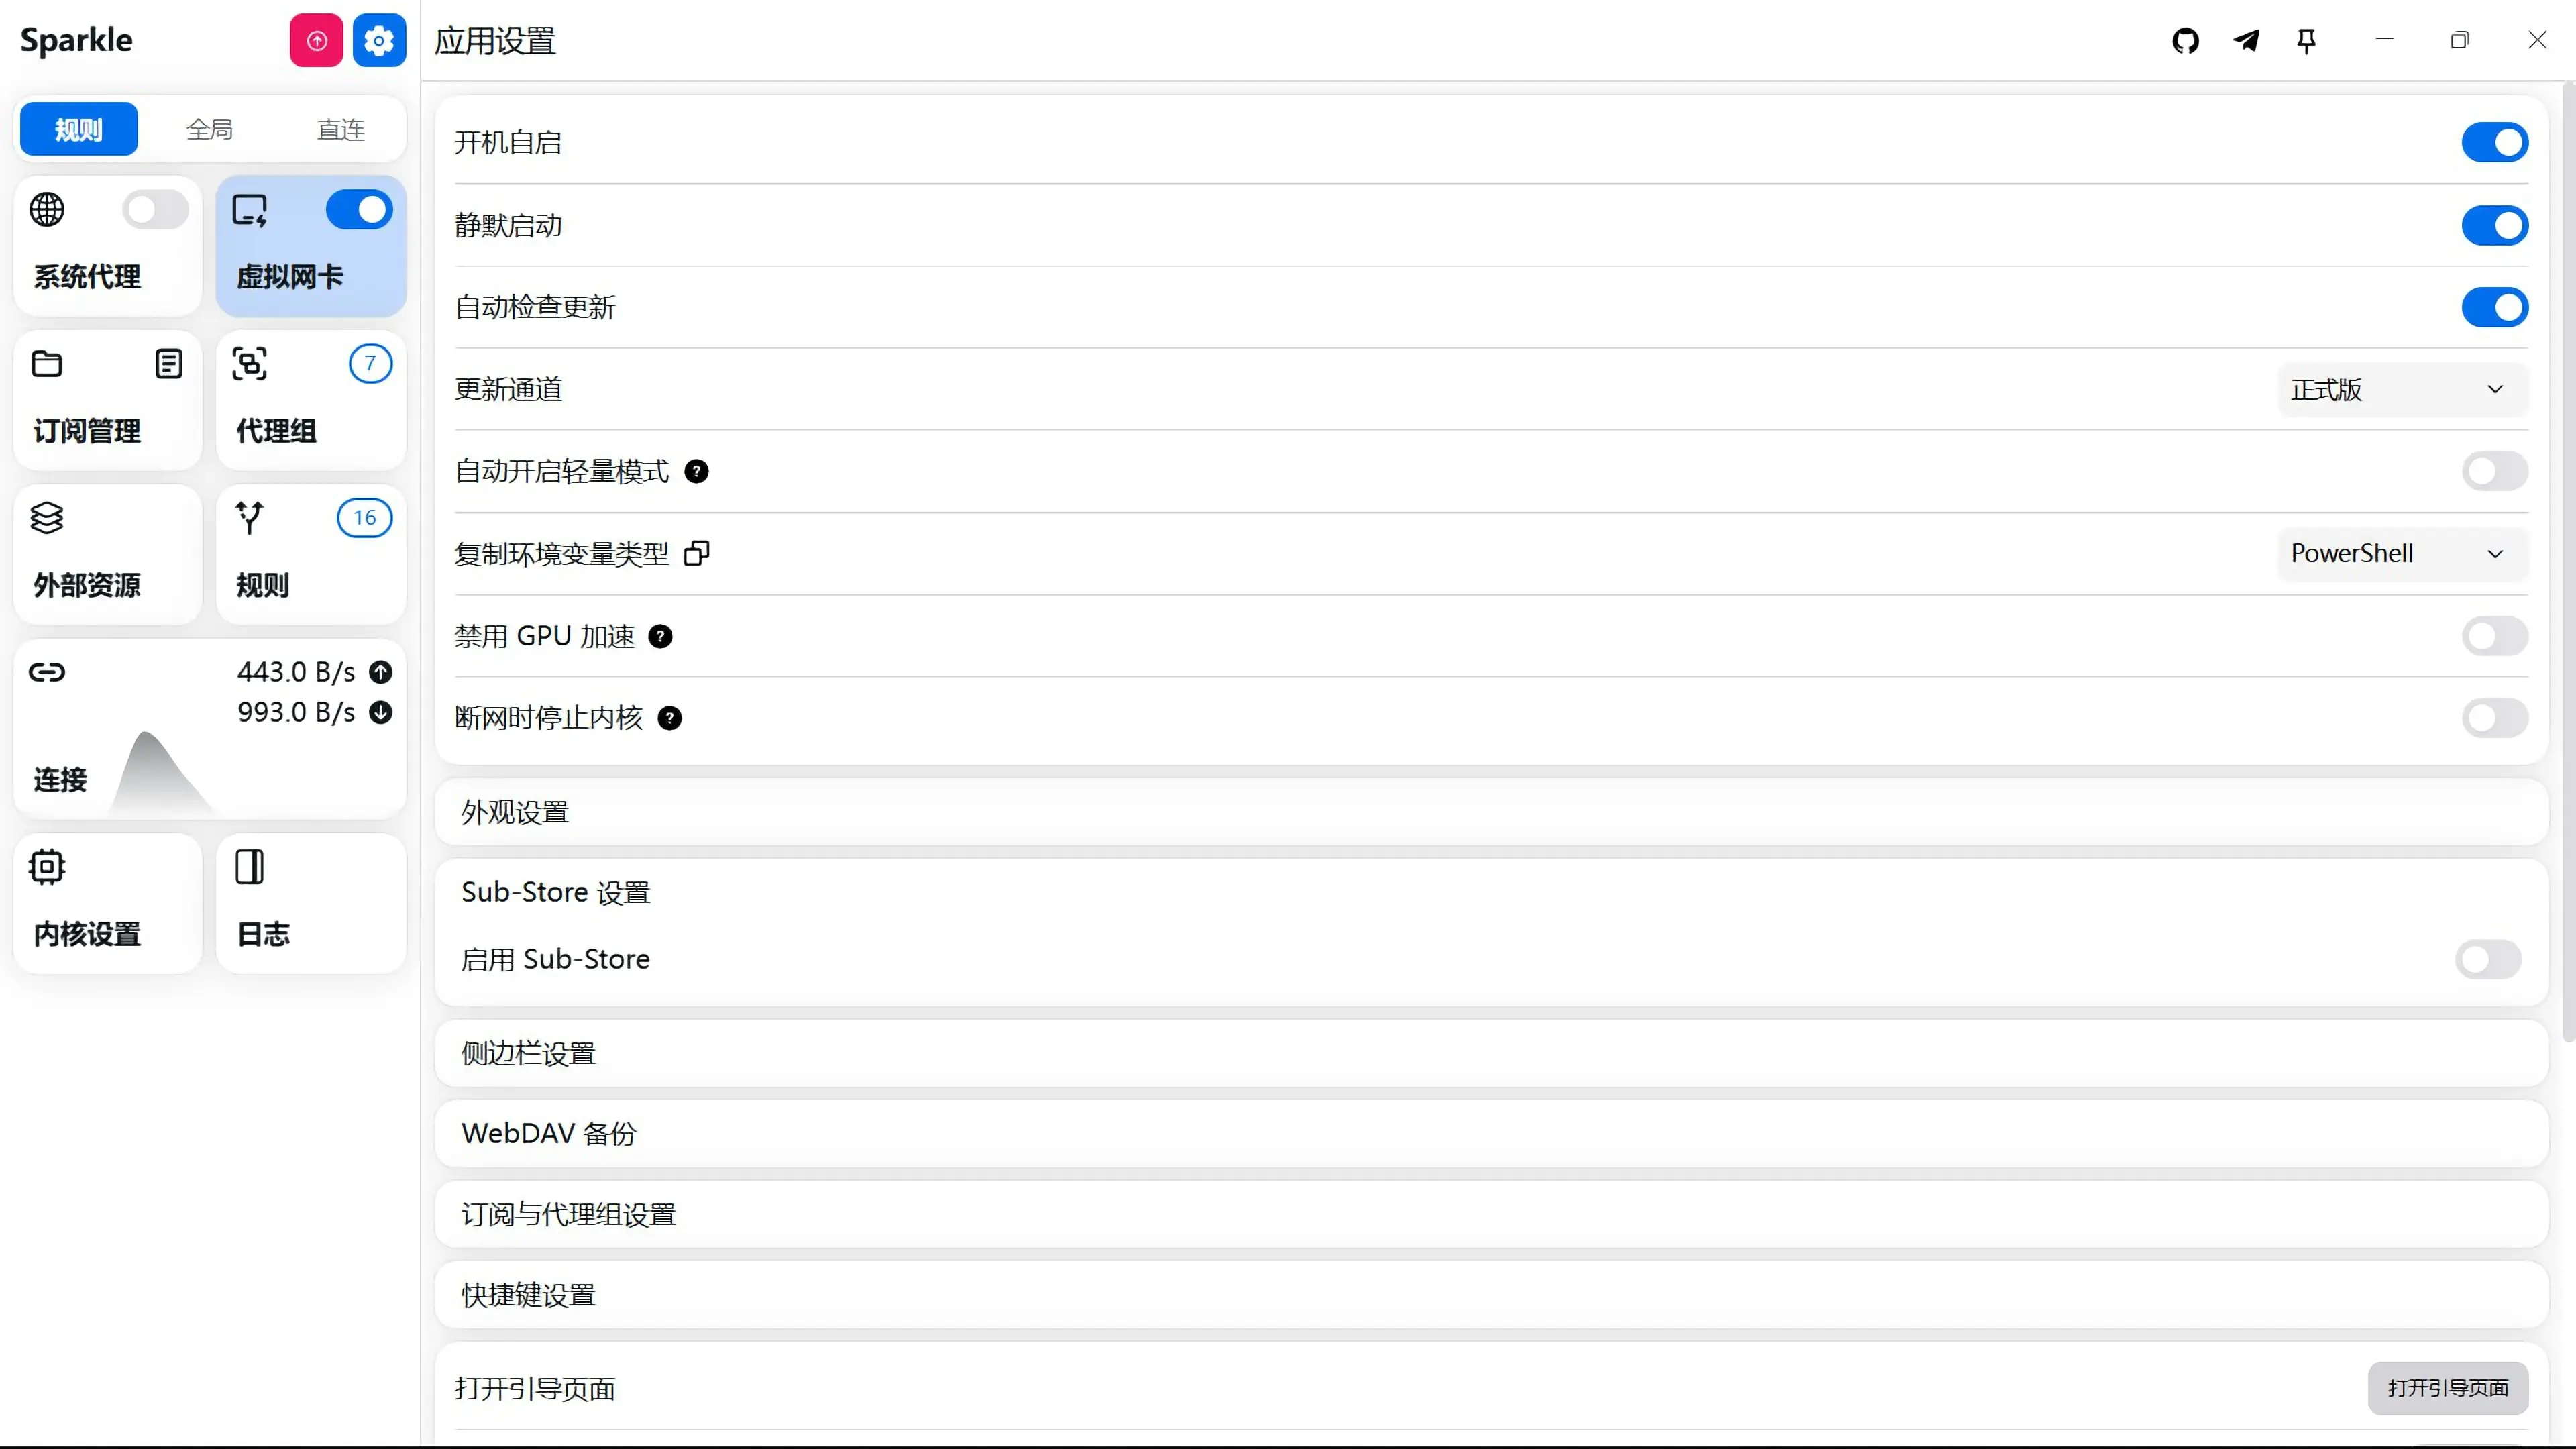 Sparkle
规则
全局
直连
系统代理
虚拟网卡
订阅管理
7
代理组
外部资源
16
规则
443.0 B/s
993.0 B/s
连接
内核设置
日志
应用设置
开机自启
静默启动
自动检查更新
更新通道
正式版
自动开启轻量模式
复制环境变量类型
PowerShell
禁用 GPU 加速
断网时停止内核
外观设置
Sub-Store 设置
启用 Sub-Store
侧边栏设置
WebDAV 备份
订阅与代理组设置
快捷键设置
打开引导页面
打开引导页面